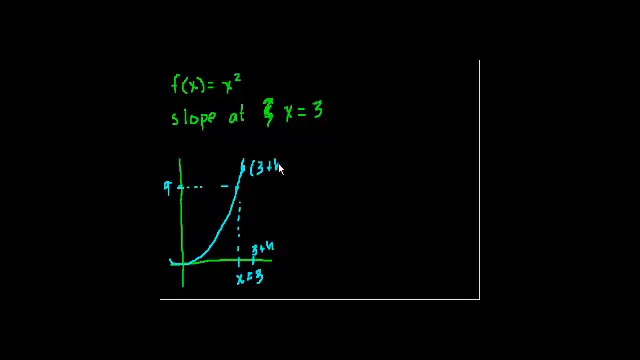 f(x) = x²
slope at x = 3
(3+h
9
3+h
x = 3